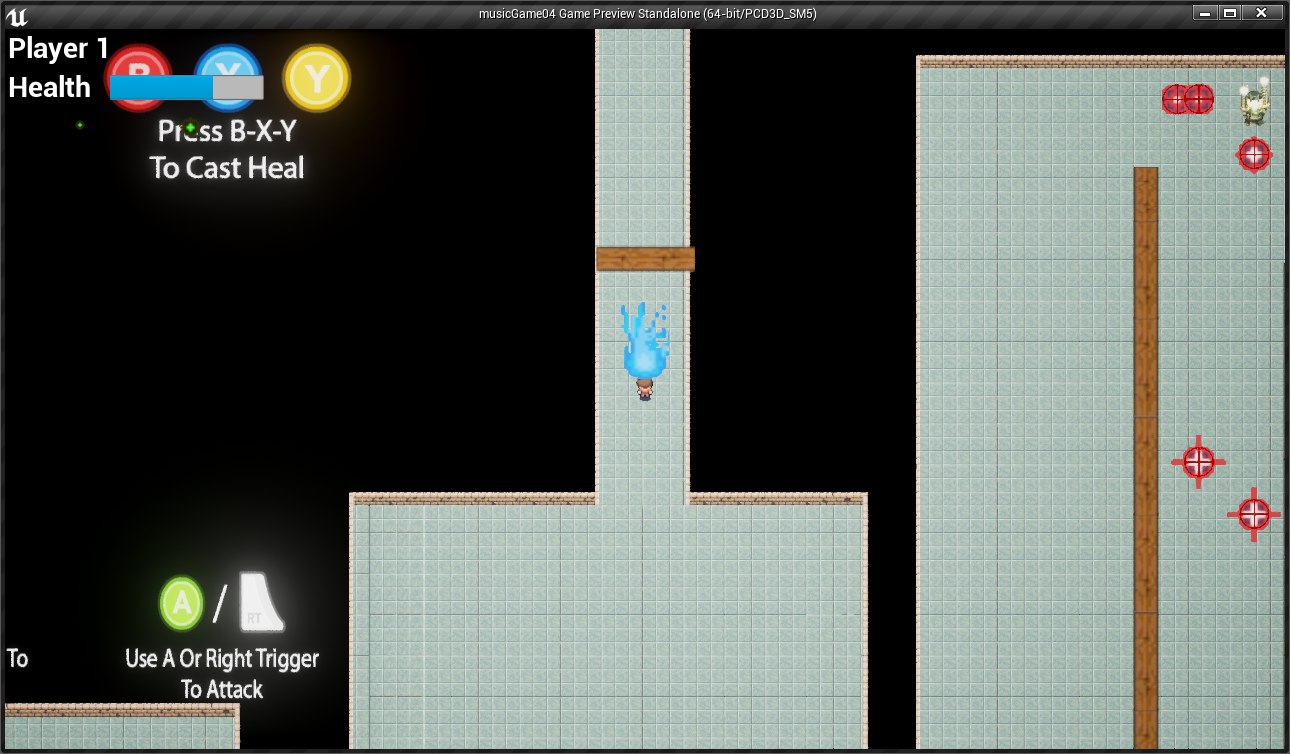 musicGame04 Game Preview Standalone (64-bit/PCD3D_SM5)
Player 1
Health
B X Y
Press B-X-Y
To Cast Heal
A / RT
To
Use A Or Right Trigger
To Attack